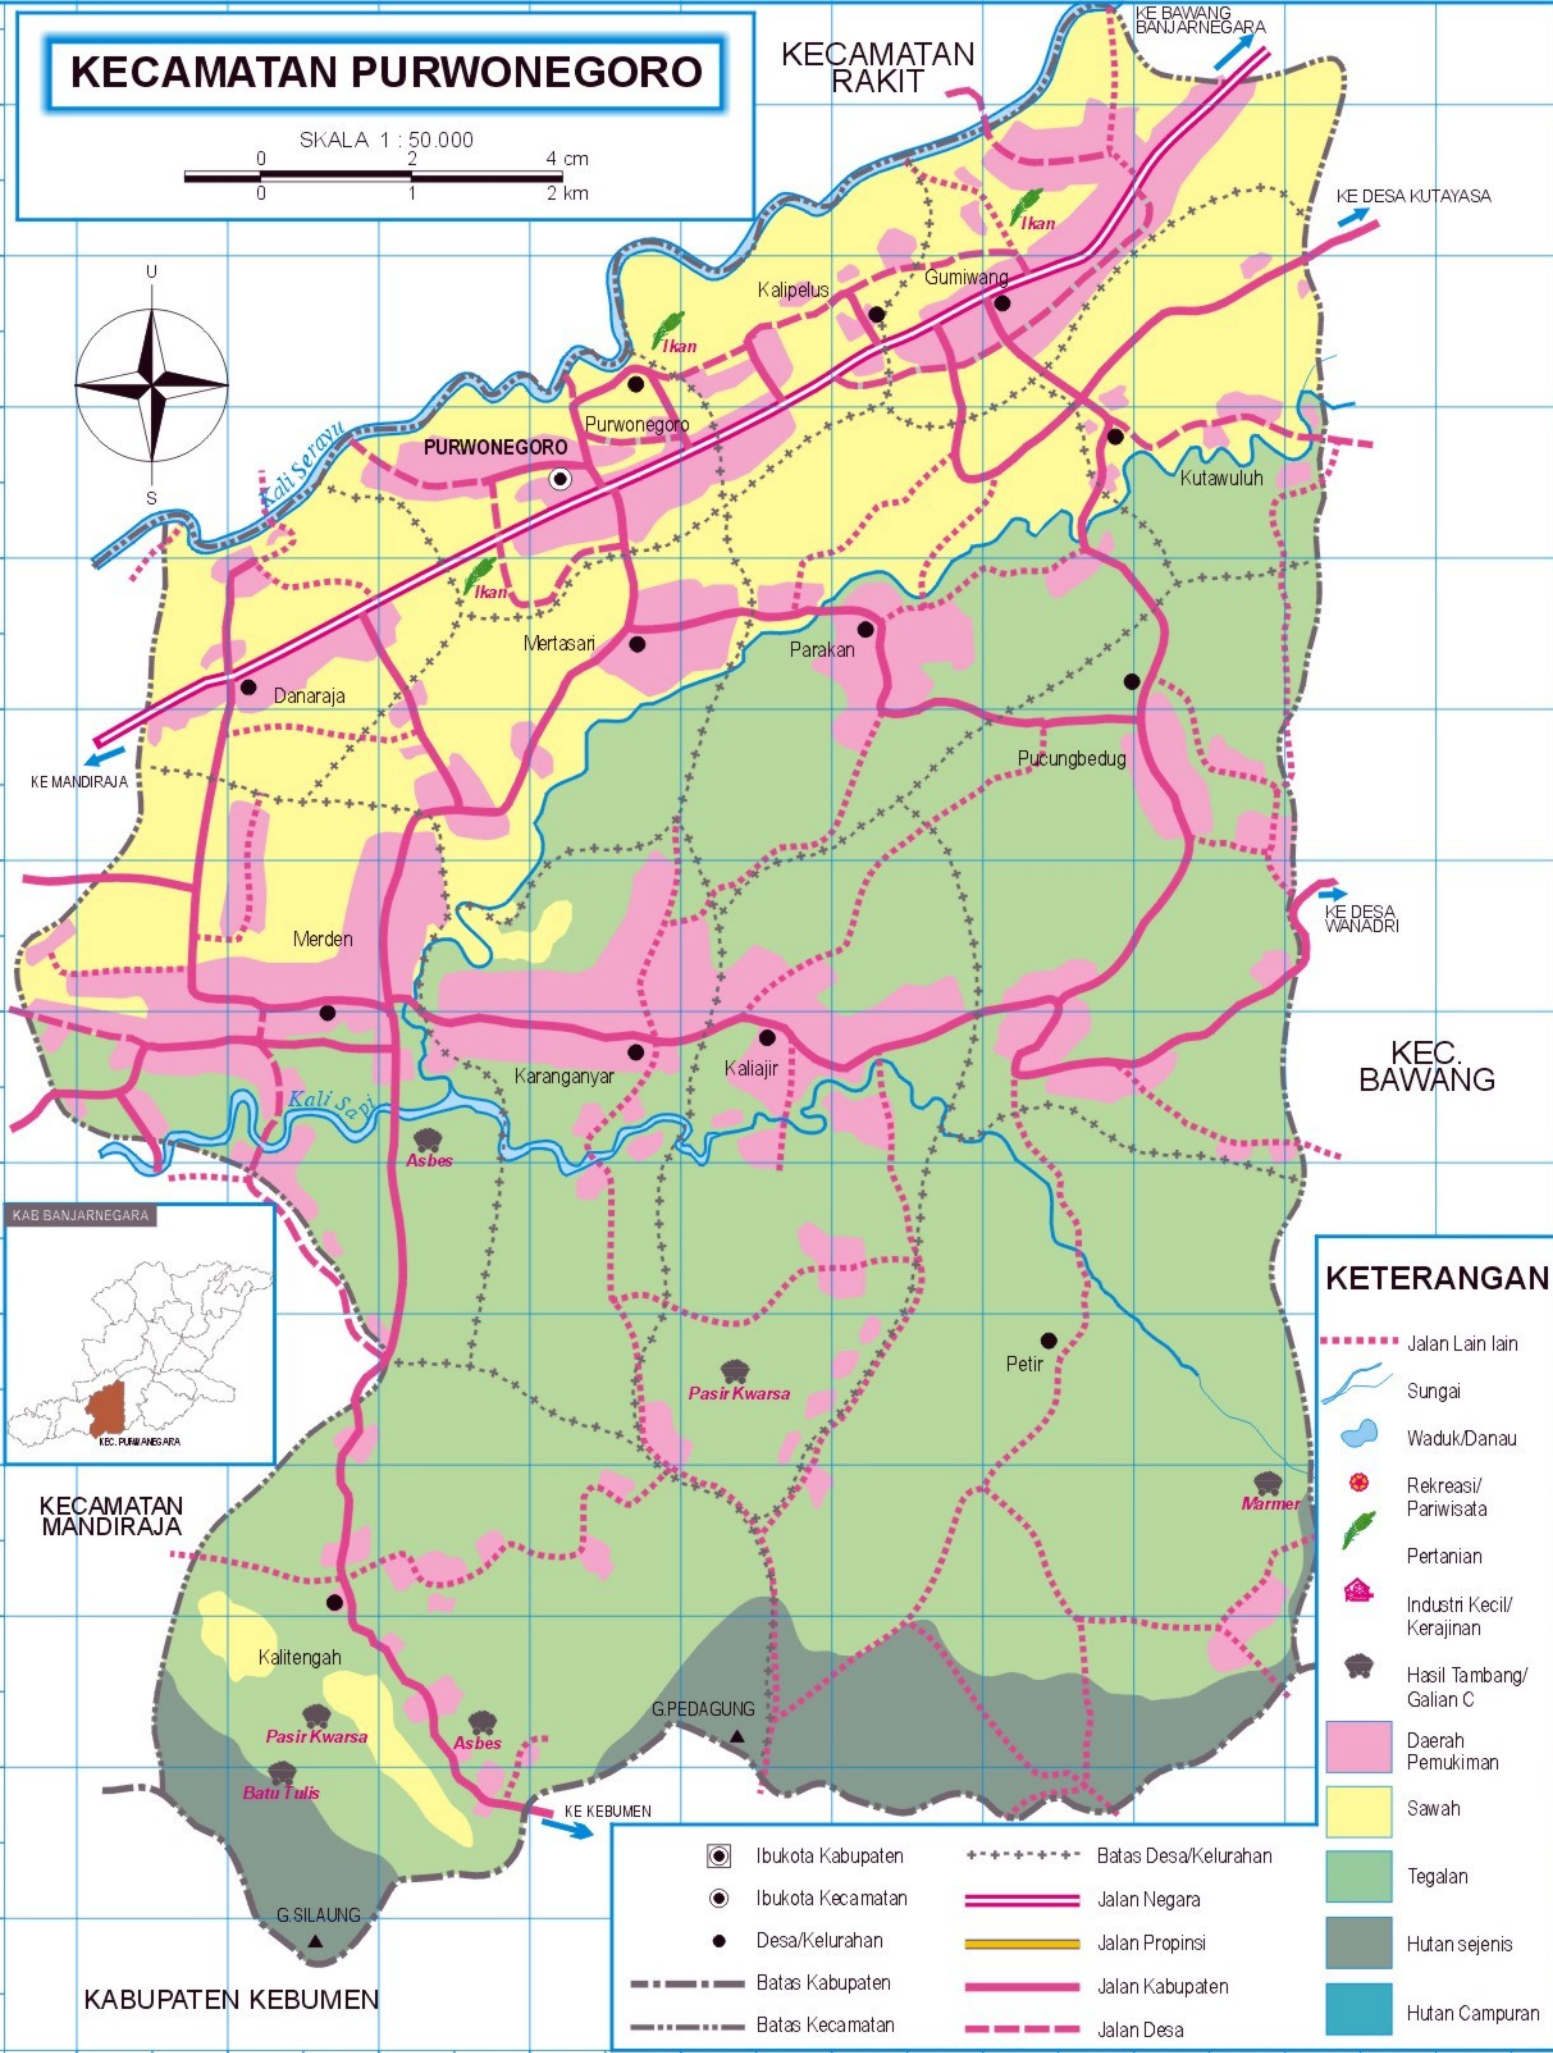 KECAMATAN PURWONEGORO
SKALA 1 : 50.000
0 2 4 cm
0 1 2 km
KECAMATAN
RAKIT
KE BAWANG
BANJARNEGARA
KE DESA KUTAYASA
U
S
Ikan
Gumiwang
Kalipelus
Ikan
Purwonegoro
PURWONEGORO
Kali Serayu
Kutawuluh
Ikan
Mertasari
Parakan
Danaraja
KE MANDIRAJA
Pucungbedug
KE DESA
WANADRI
Merden
KEC.
BAWANG
Karanganyar
Kaliajir
Kali Sapi
Asbes
KAB BANJARNEGARA
KEC. PURWANEGARA
Petir
Pasir Kwarsa
Marmer
KECAMATAN
MANDIRAJA
Kalitengah
Pasir Kwarsa
Asbes
Batu Tulis
G.PEDAGUNG
KE KEBUMEN
G.SILAUNG
KABUPATEN KEBUMEN
KETERANGAN
Jalan Lain lain
Sungai
Waduk/Danau
Rekreasi/
Pariwisata
Pertanian
Industri Kecil/
Kerajinan
Hasil Tambang/
Galian C
Daerah
Pemukiman
Sawah
Tegalan
Hutan sejenis
Hutan Campuran
Ibukota Kabupaten
Ibukota Kecamatan
Desa/Kelurahan
Batas Kabupaten
Batas Kecamatan
Batas Desa/Kelurahan
Jalan Negara
Jalan Propinsi
Jalan Kabupaten
Jalan Desa